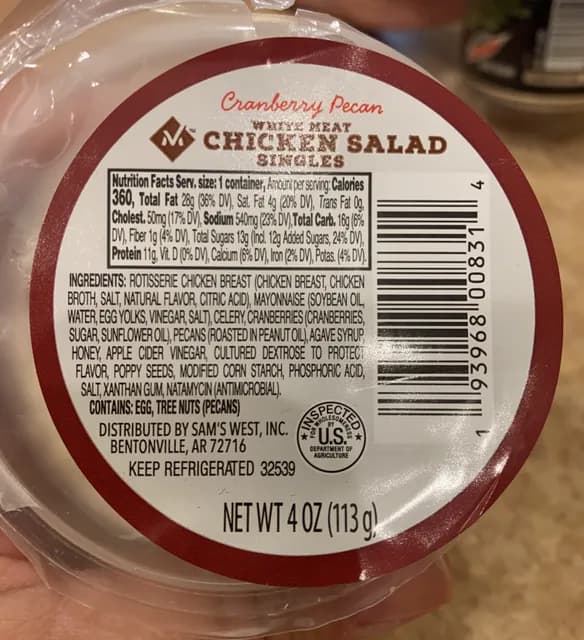 Cranberry Pecan
WHITE MEAT
CHICKEN SALAD
SINGLES
Nutrition Facts Serv. size: 1 container, Amount per serving: Calories
360, Total Fat 28g (36% DV), Sat. Fat 4g (20% DV), Trans Fat 0g,
Cholest. 50mg (17% DV), Sodium 540mg (23% DV), Total Carb. 16g (6%
DV), Fiber 1g (4% DV), Total Sugars 13g (Incl. 12g Added Sugars, 24% DV),
Protein 11g, Vit. D (0% DV), Calcium (6% DV), Iron (2% DV), Potas. (4% DV).
INGREDIENTS: ROTISSERIE CHICKEN BREAST (CHICKEN BREAST, CHICKEN
BROTH, SALT, NATURAL FLAVOR, CITRIC ACID), MAYONNAISE (SOYBEAN OIL,
WATER, EGG YOLKS, VINEGAR, SALT), CELERY, CRANBERRIES (CRANBERRIES,
SUGAR, SUNFLOWER OIL), PECANS (ROASTED IN PEANUT OIL), AGAVE SYRUP,
HONEY, APPLE CIDER VINEGAR, CULTURED DEXTROSE TO PROTECT
FLAVOR, POPPY SEEDS, MODIFIED CORN STARCH, PHOSPHORIC ACID,
SALT, XANTHAN GUM, NATAMYCIN (ANTIMICROBIAL).
CONTAINS: EGG, TREE NUTS (PECANS)
DISTRIBUTED BY SAM'S WEST, INC.
BENTONVILLE, AR 72716
KEEP REFRIGERATED 32539
INSPECTED
FOR WHOLESOMENESS
BY
U.S.
DEPARTMENT OF
AGRICULTURE
NET WT 4 OZ (113 g)
1 93968 00831 4